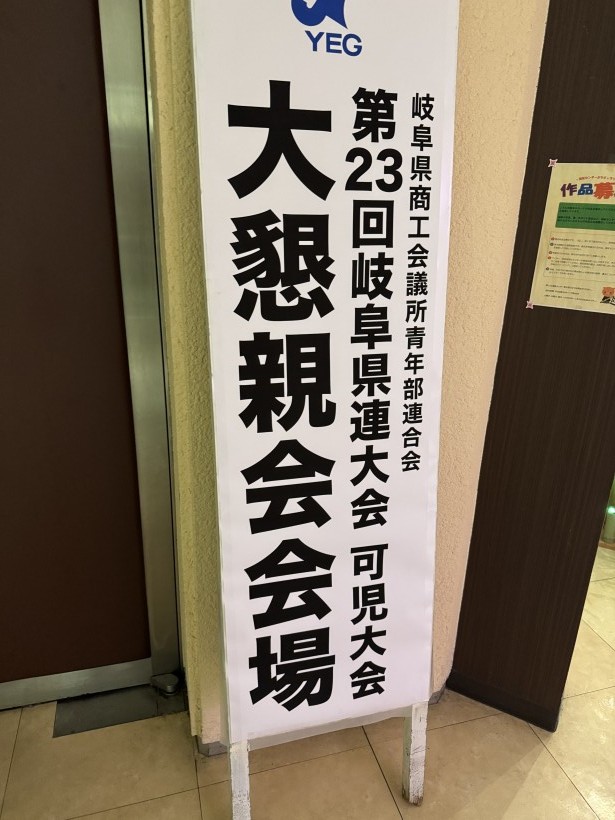 YEG
岐阜県商工会議所青年部連合会
第23回岐阜県連大会 可児大会
大懇親会会場
作品募